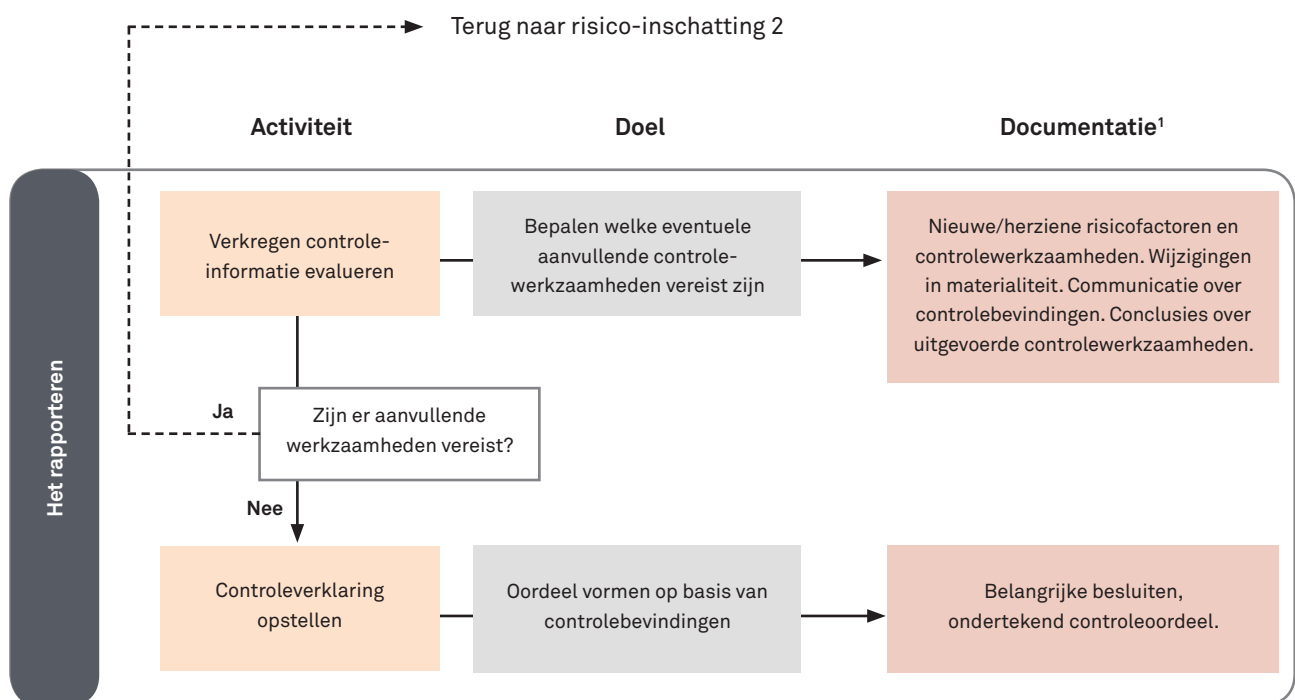 Terug naar risico-inschatting 2
Activiteit
Doel
Documentatie¹
Het rapporteren
Verkregen controle-
informatie evalueren
Bepalen welke eventuele
aanvullende controle-
werkzaamheden vereist zijn
Nieuwe/herziene risicofactoren en
controlewerkzaamheden. Wijzigingen
in materialiteit. Communicatie over
controlebevindingen. Conclusies over
uitgevoerde controlewerkzaamheden.
Ja
Zijn er aanvullende
werkzaamheden vereist?
Nee
Controleverklaring
opstellen
Oordeel vormen op basis van
controlebevindingen
Belangrijke besluiten,
ondertekend controleoordeel.